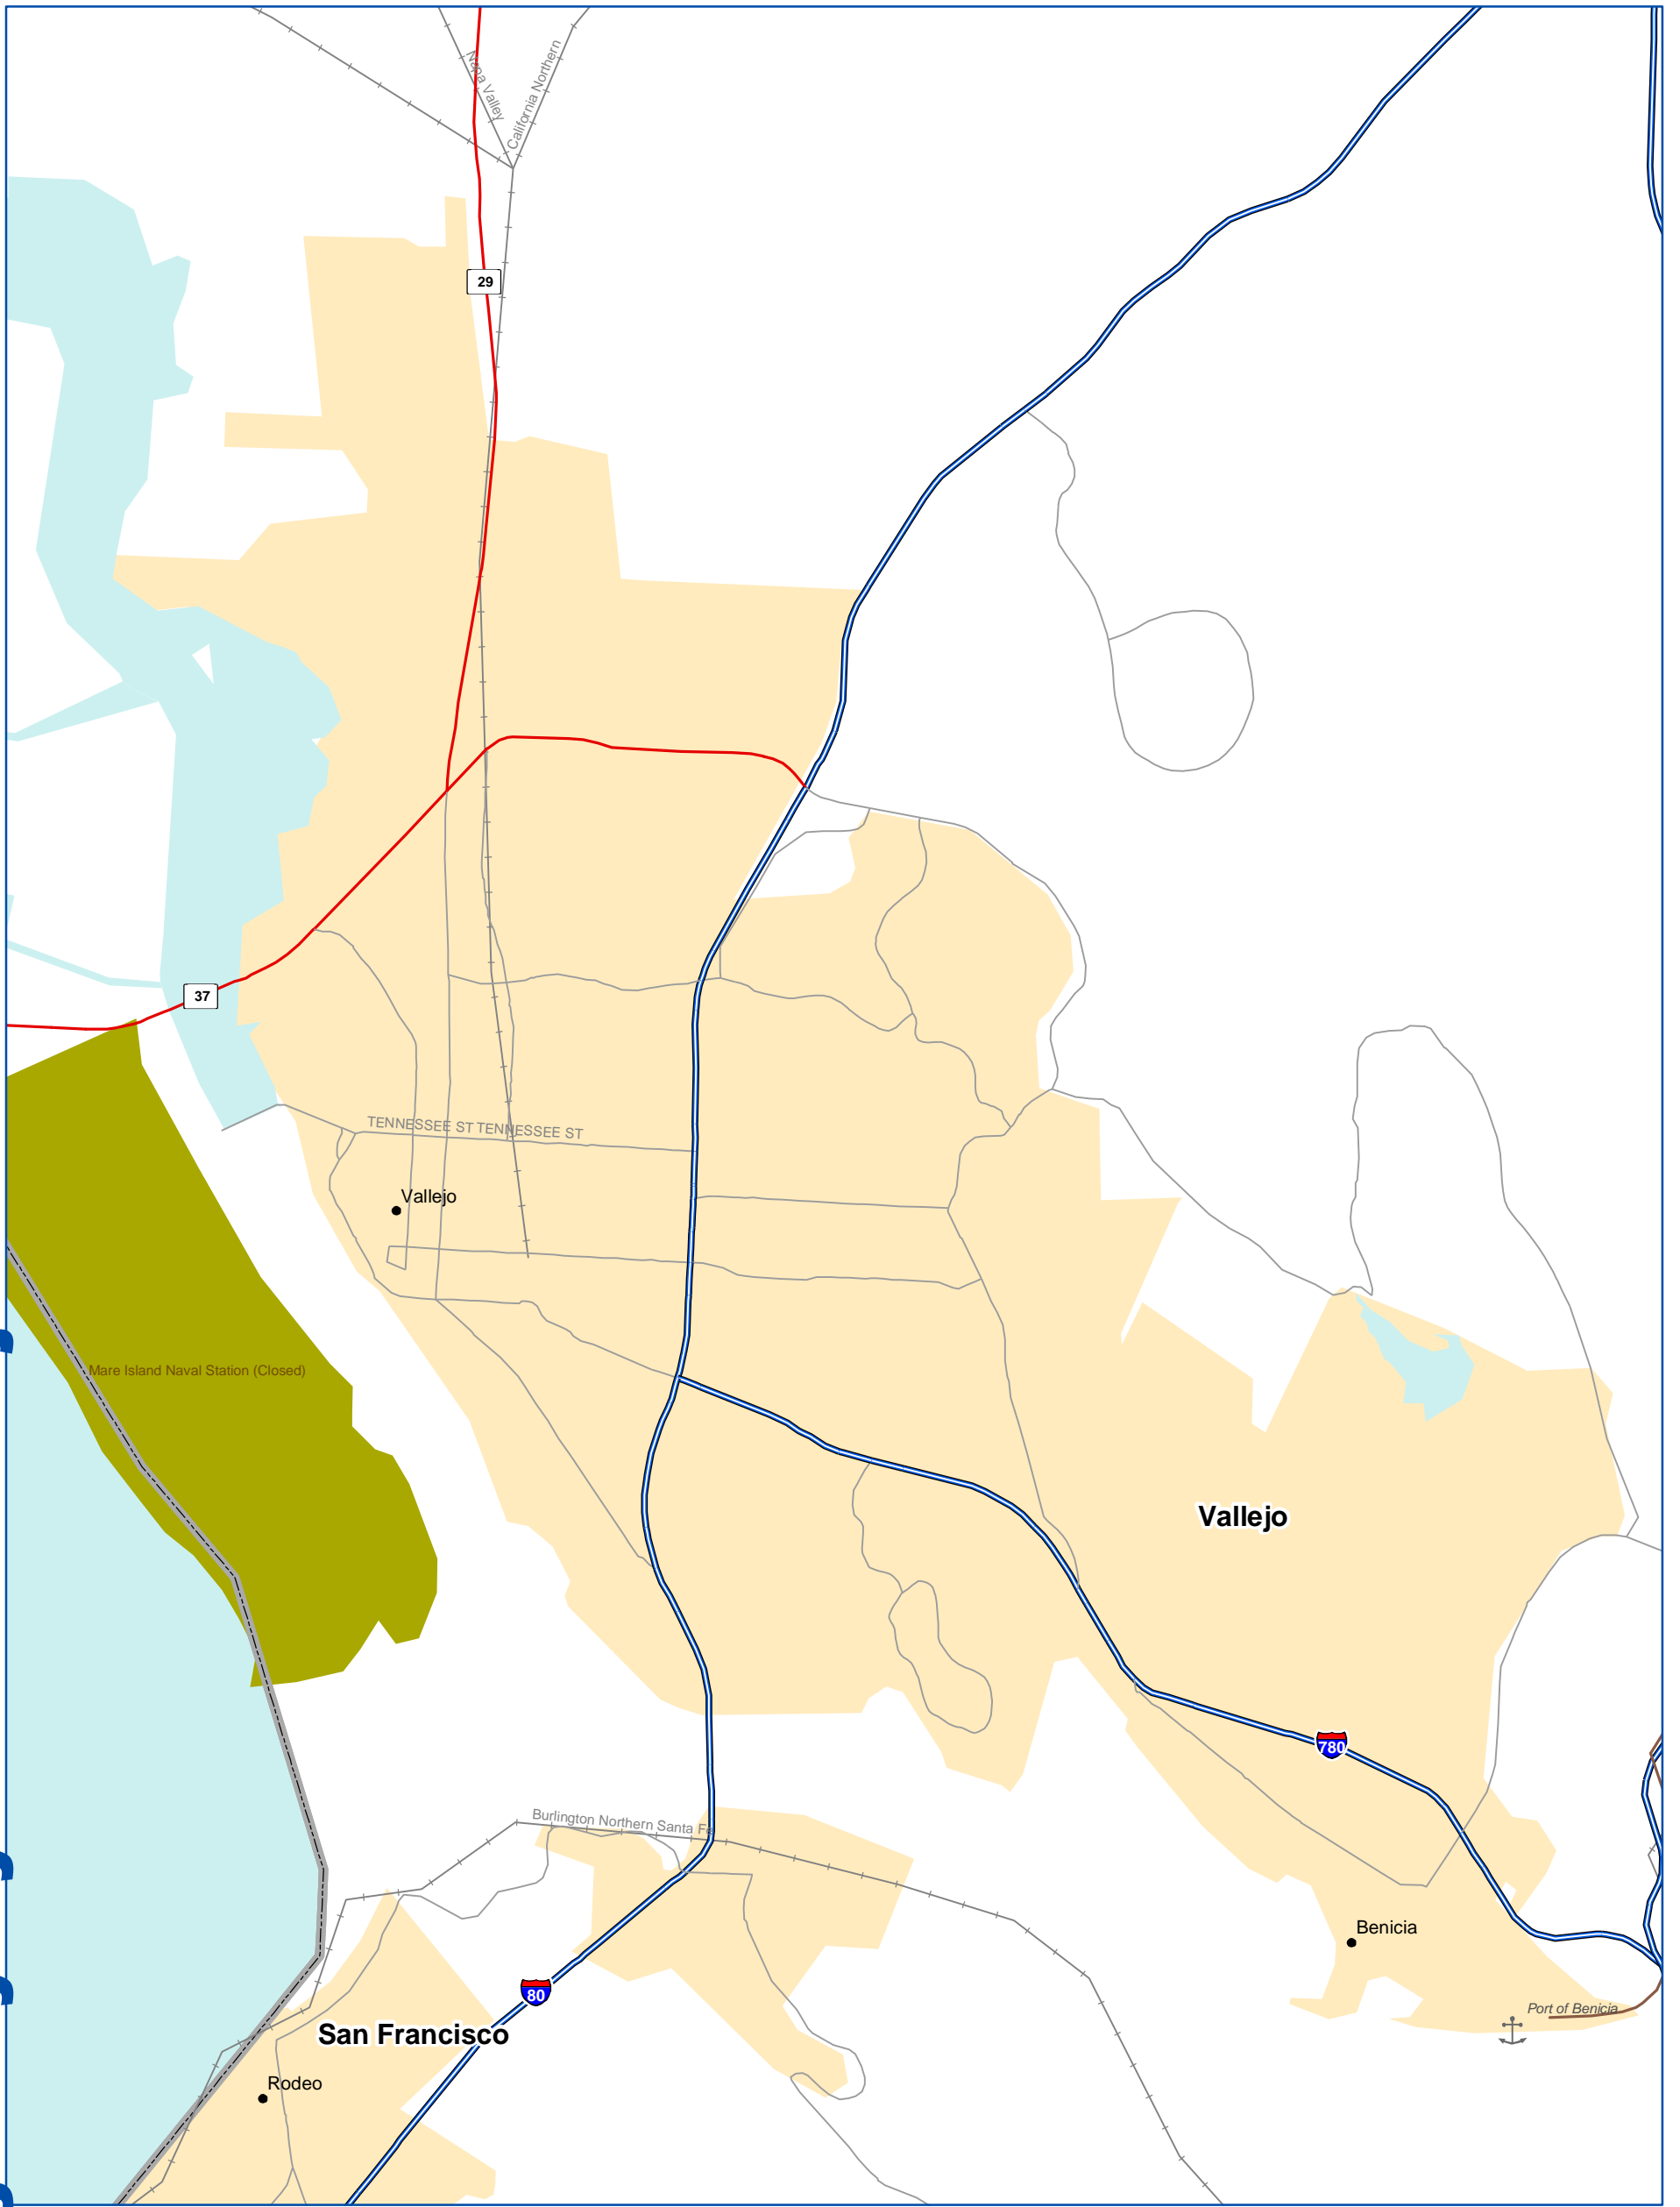 Napa Valley
California Northern
29
37
TENNESSEE ST TENNESSEE ST
Vallejo
Mare Island Naval Station (Closed)
Vallejo
780
Burlington Northern Santa Fe
Benicia
80
Port of Benicia
San Francisco
Rodeo